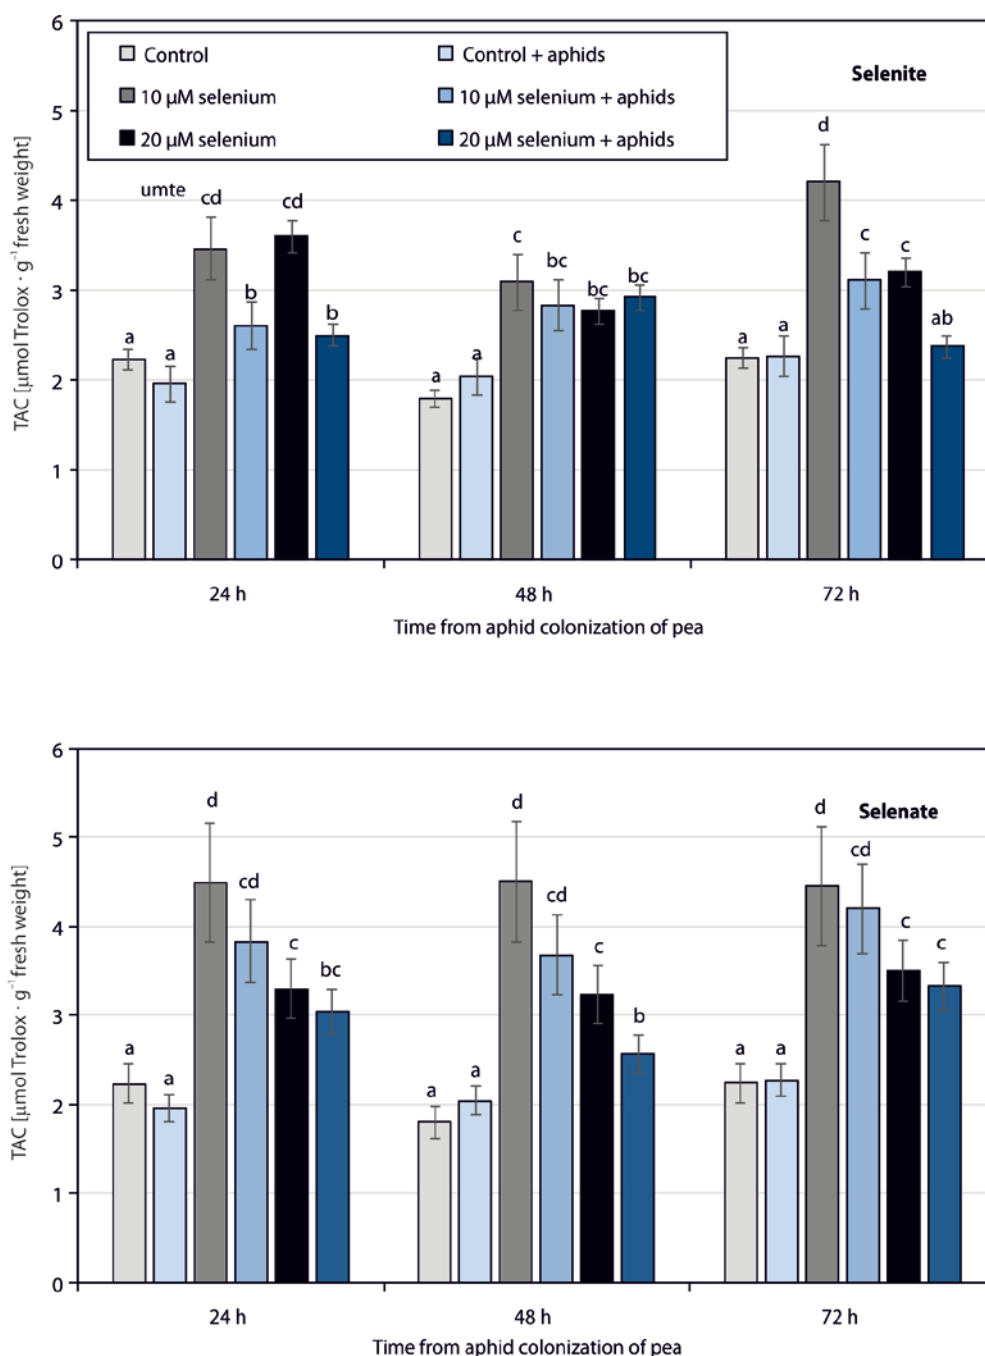 6
Control
Control + aphids
Selenite
10 µM selenium
10 µM selenium + aphids
20 µM selenium
20 µM selenium + aphids
5
d
umte
cd
cd
4
c
bc
bc
bc
c
c
b
b
3
a
a
a
a
a
a
ab
2
1
0
TAC [µmol Trolox · g⁻¹ fresh weight]
24 h
48 h
72 h
Time from aphid colonization of pea
6
Selenate
d
d
d
5
cd
cd
cd
4
c
bc
c
b
c
c
3
a
a
a
a
a
a
2
1
0
TAC [µmol Trolox · g⁻¹ fresh weight]
24 h
48 h
72 h
Time from aphid colonization of pea